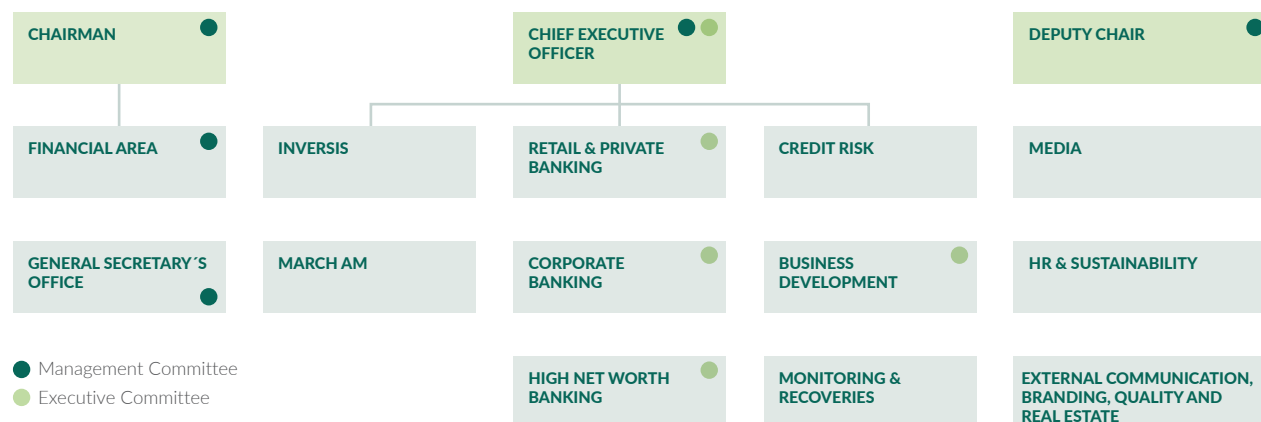 CHAIRMAN
CHIEF EXECUTIVE
OFFICER
DEPUTY CHAIR
FINANCIAL AREA
INVERSIS
RETAIL & PRIVATE
BANKING
CREDIT RISK
MEDIA
GENERAL SECRETARY´S
OFFICE
MARCH AM
CORPORATE
BANKING
BUSINESS
DEVELOPMENT
HR & SUSTAINABILITY
Management Committee
Executive Committee
HIGH NET WORTH
BANKING
MONITORING &
RECOVERIES
EXTERNAL COMMUNICATION,
BRANDING, QUALITY AND
REAL ESTATE